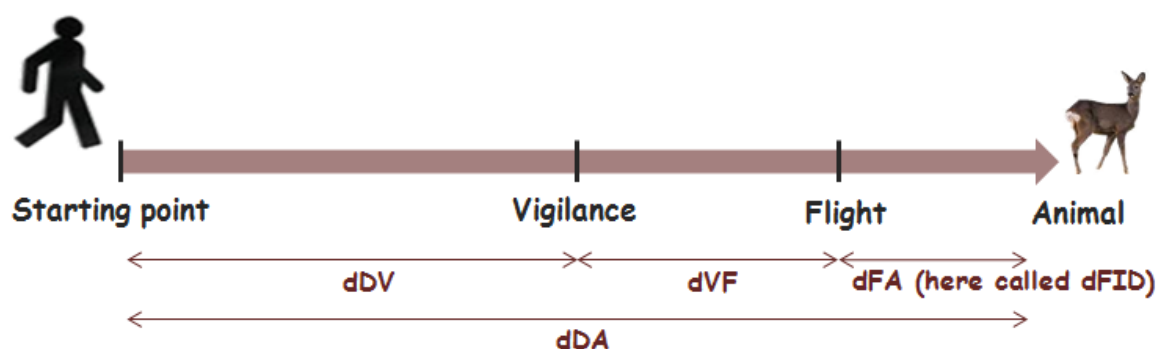 Starting point Vigilance Flight Animal
dDV dVF dFA (here called dFID)
dDA